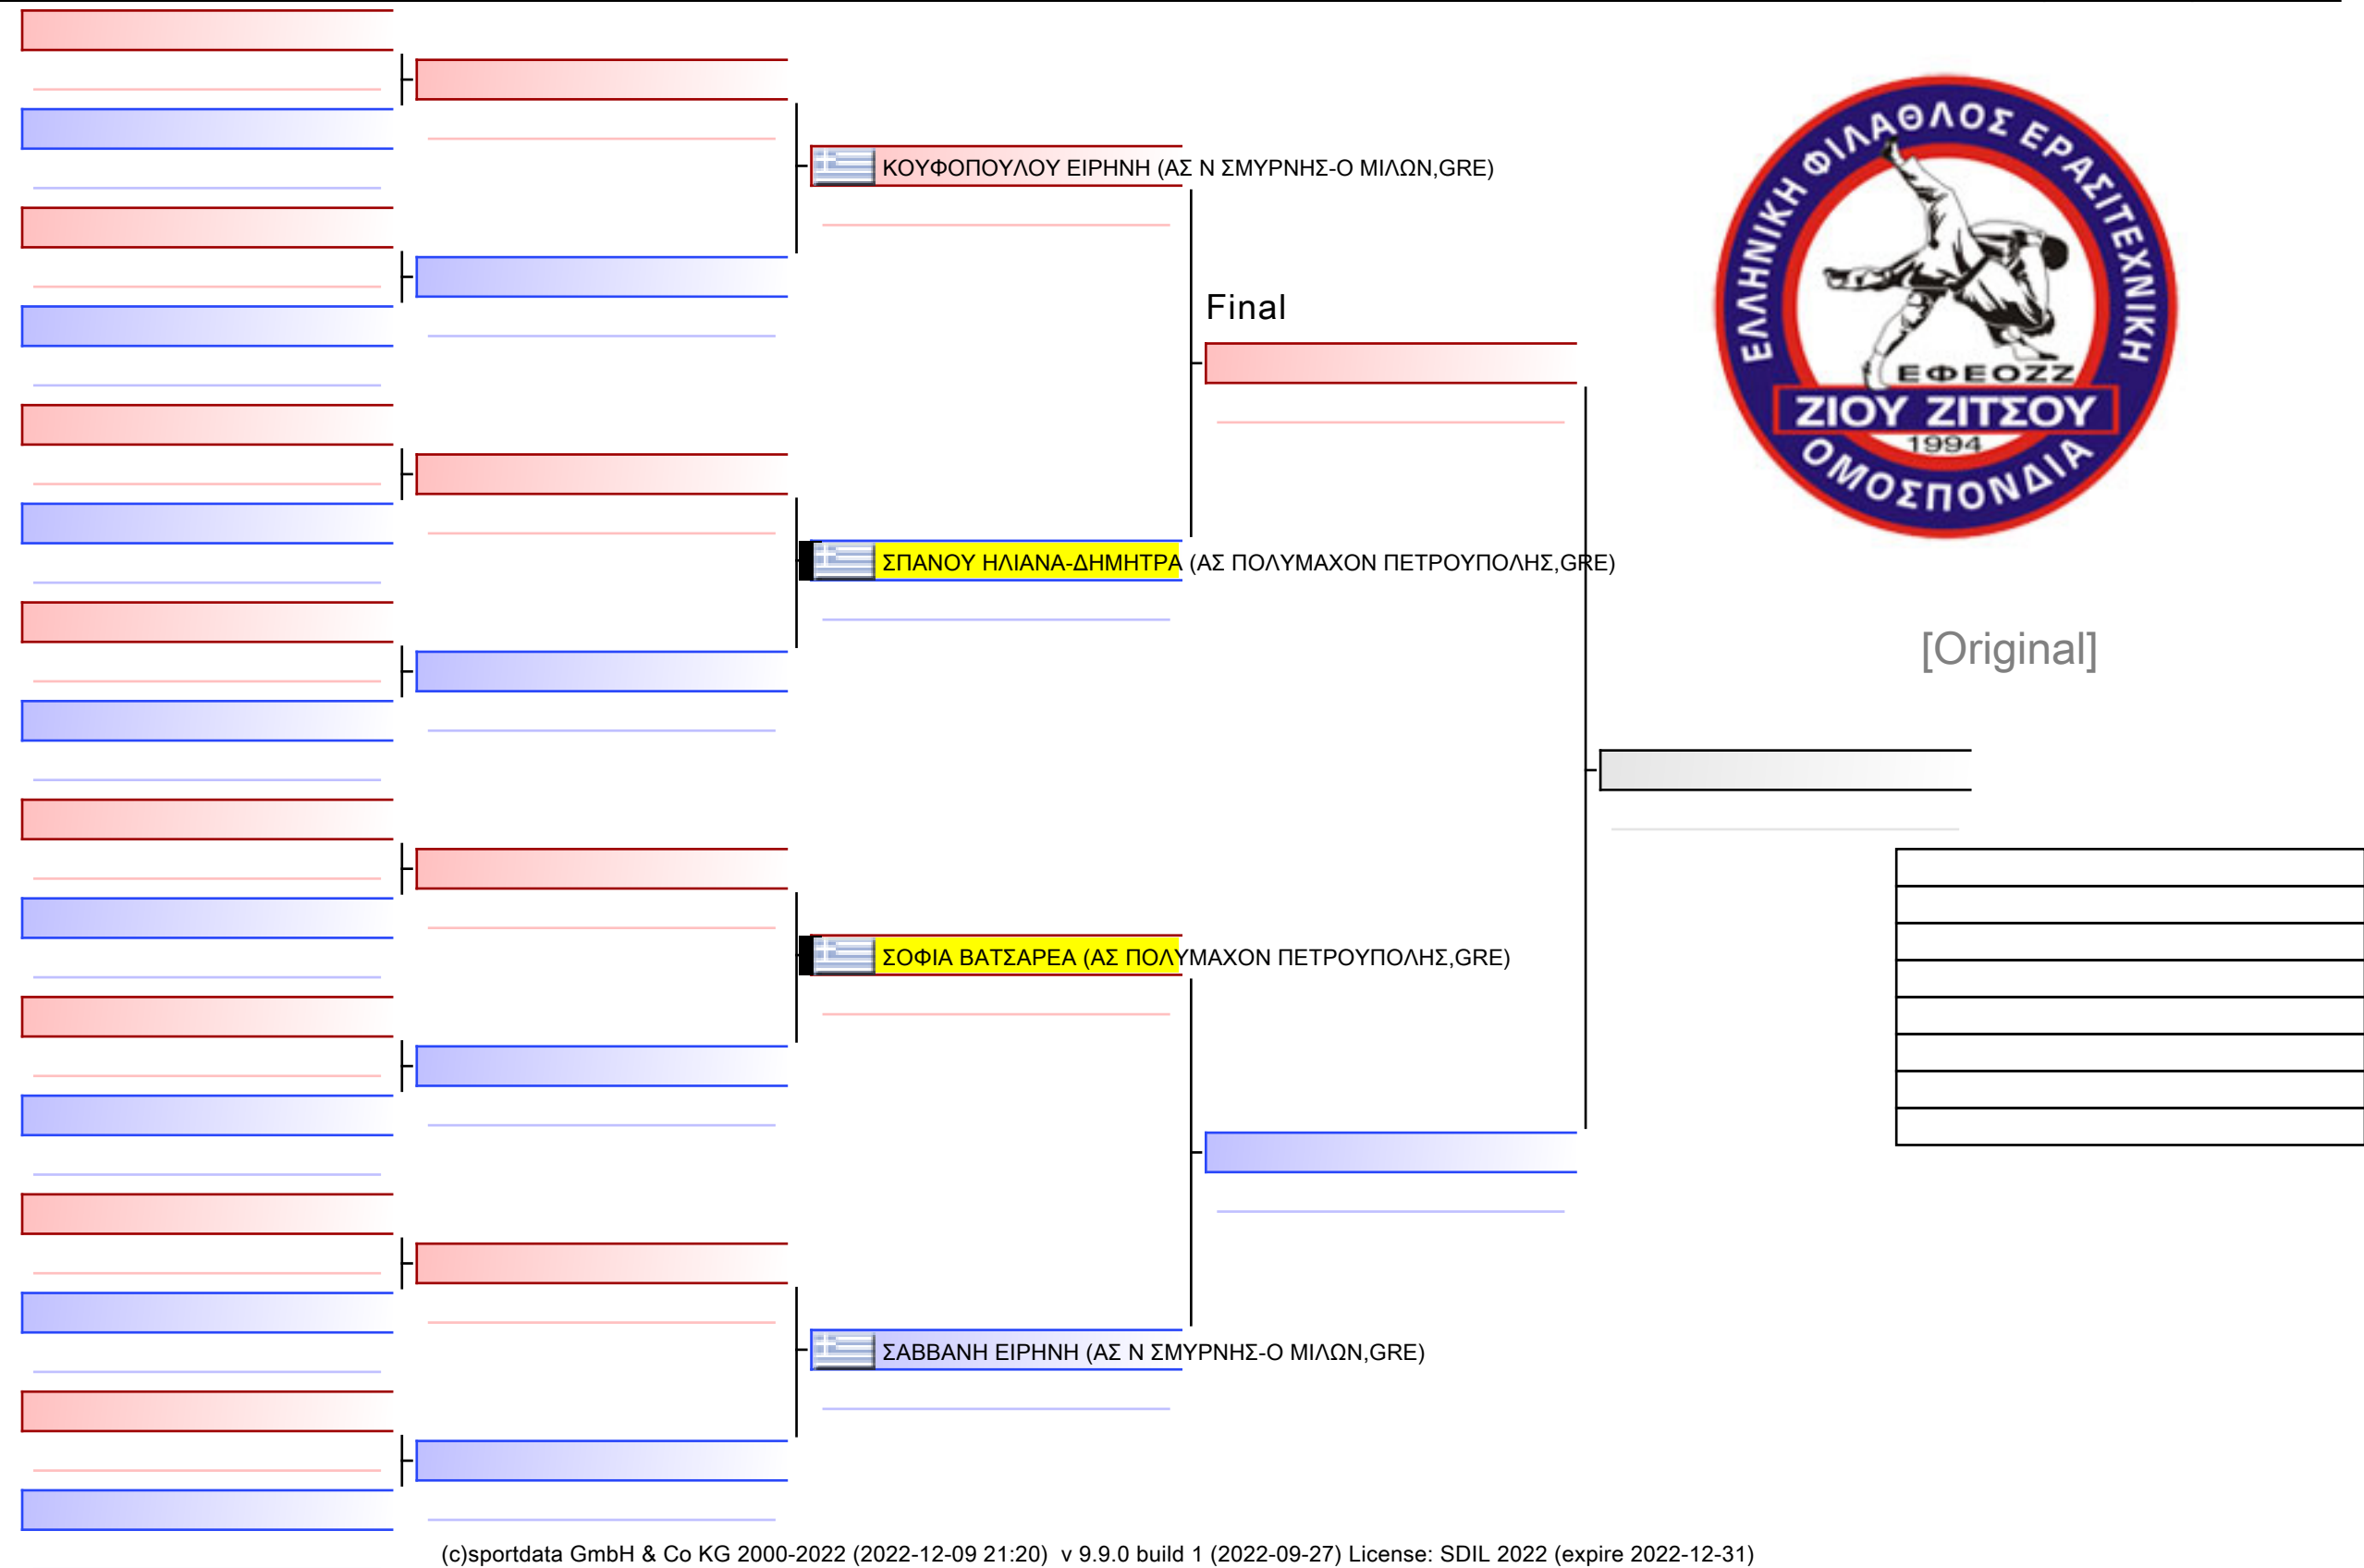 ΚΟΥΦΟΠΟΥΛΟΥ ΕΙΡΗΝΗ (ΑΣ Ν ΣΜΥΡΝΗΣ-Ο ΜΙΛΩΝ,GRE)
Final
ΣΠΑΝΟΥ ΗΛΙΑΝΑ-ΔΗΜΗΤΡΑ (ΑΣ ΠΟΛΥΜΑΧΟΝ ΠΕΤΡΟΥΠΟΛΗΣ,GRE)
ΣΟΦΙΑ ΒΑΤΣΑΡΕΑ (ΑΣ ΠΟΛΥΜΑΧΟΝ ΠΕΤΡΟΥΠΟΛΗΣ,GRE)
ΣΑΒΒΑΝΗ ΕΙΡΗΝΗ (ΑΣ Ν ΣΜΥΡΝΗΣ-Ο ΜΙΛΩΝ,GRE)
ΕΛΛΗΝΙΚΗ ΦΙΛΑΘΛΟΣ ΕΡΑΣΙΤΕΧΝΙΚΗ
ΕΦΕΟΖΖ
ΖΙΟΥ ΖΙΤΣΟΥ
1994
ΟΜΟΣΠΟΝΔΙΑ
[Original]
(c)sportdata GmbH & Co KG 2000-2022 (2022-12-09 21:20) v 9.9.0 build 1 (2022-09-27) License: SDIL 2022 (expire 2022-12-31)